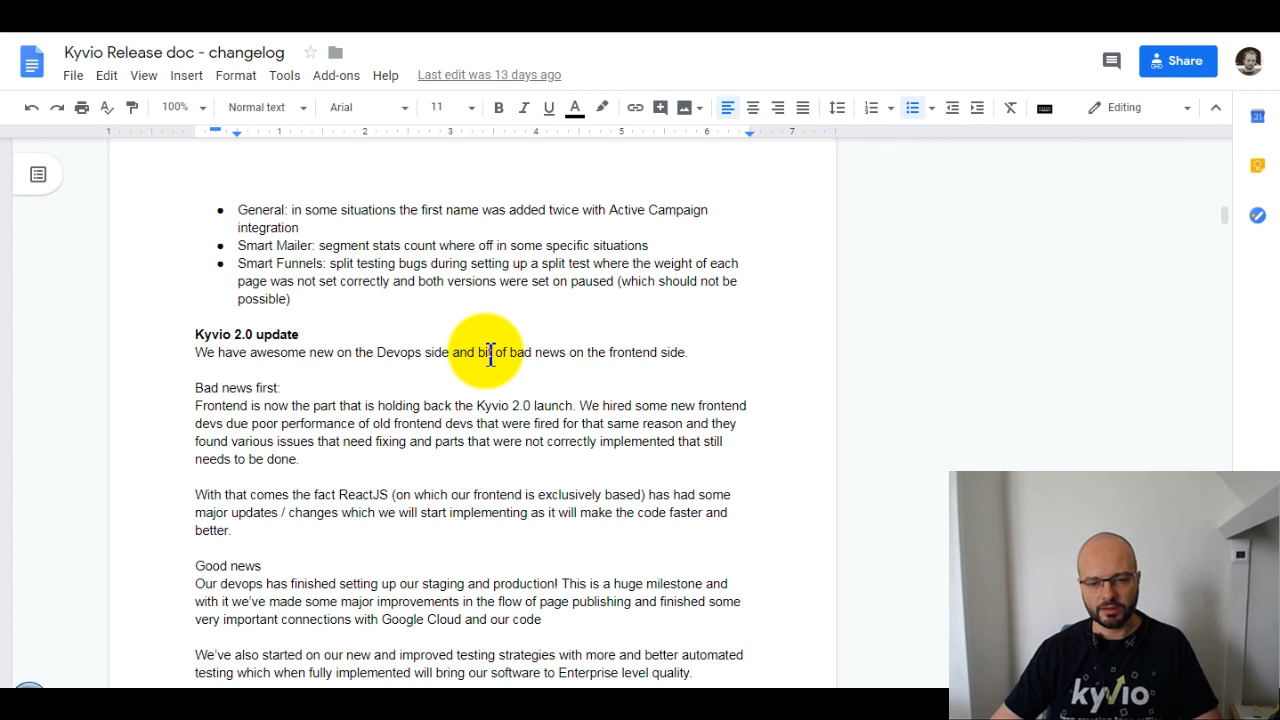 Kyvio Release doc - changelog
File Edit View Insert Format Tools Add-ons Help Last edit was 13 days ago
Share
100% Normal text Arial 11 B I U A Editing
1 1 2 3 4 5 6 7
31
● General: in some situations the first name was added twice with Active Campaign
integration
● Smart Mailer: segment stats count where off in some specific situations
● Smart Funnels: split testing bugs during setting up a split test where the weight of each
page was not set correctly and both versions were set on paused (which should not be
possible)
Kyvio 2.0 update
We have awesome new on the Devops side and bit of bad news on the frontend side.
Bad news first:
Frontend is now the part that is holding back the Kyvio 2.0 launch. We hired some new frontend
devs due poor performance of old frontend devs that were fired for that same reason and they
found various issues that need fixing and parts that were not correctly implemented that still
needs to be done.
With that comes the fact ReactJS (on which our frontend is exclusively based) has had some
major updates / changes which we will start implementing as it will make the code faster and
better.
Good news
Our devops has finished setting up our staging and production! This is a huge milestone and
with it we've made some major improvements in the flow of page publishing and finished some
very important connections with Google Cloud and our code
We've also started on our new and improved testing strategies with more and better automated
testing which when fully implemented will bring our software to Enterprise level quality.
kyvio